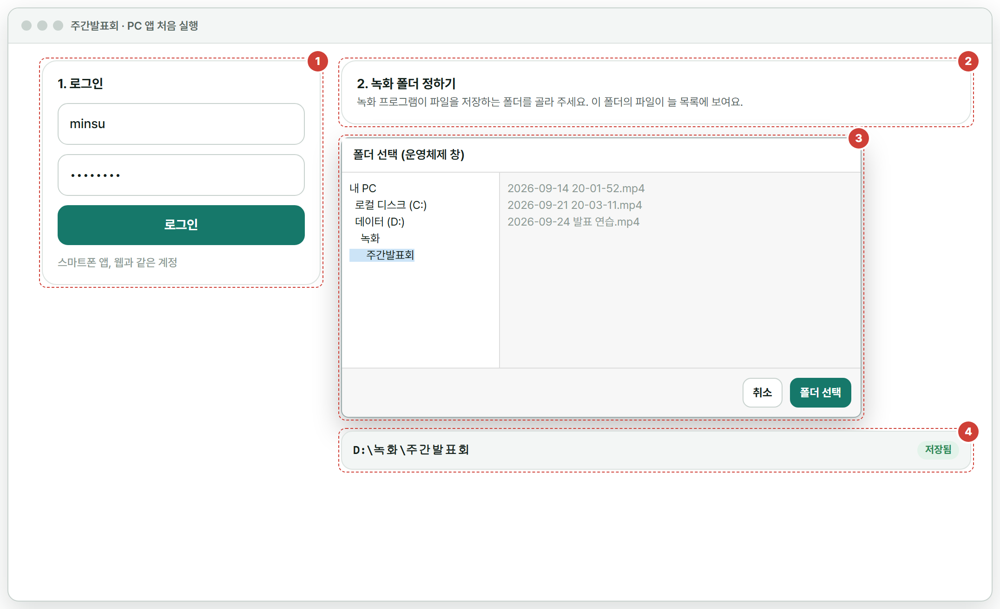 주간발표회 · PC 앱 처음 실행
1
1. 로그인
minsu
••••••••
로그인
스마트폰 앱, 웹과 같은 계정
2
2. 녹화 폴더 정하기
녹화 프로그램이 파일을 저장하는 폴더를 골라 주세요. 이 폴더의 파일이 늘 목록에 보여요.
3
폴더 선택 (운영체제 창)
내 PC
로컬 디스크 (C:)
데이터 (D:)
녹화
주간발표회
2026-09-14 20-01-52.mp4
2026-09-21 20-03-11.mp4
2026-09-24 발표 연습.mp4
취소
폴더 선택
4
D:\녹화\주간발표회
저장됨